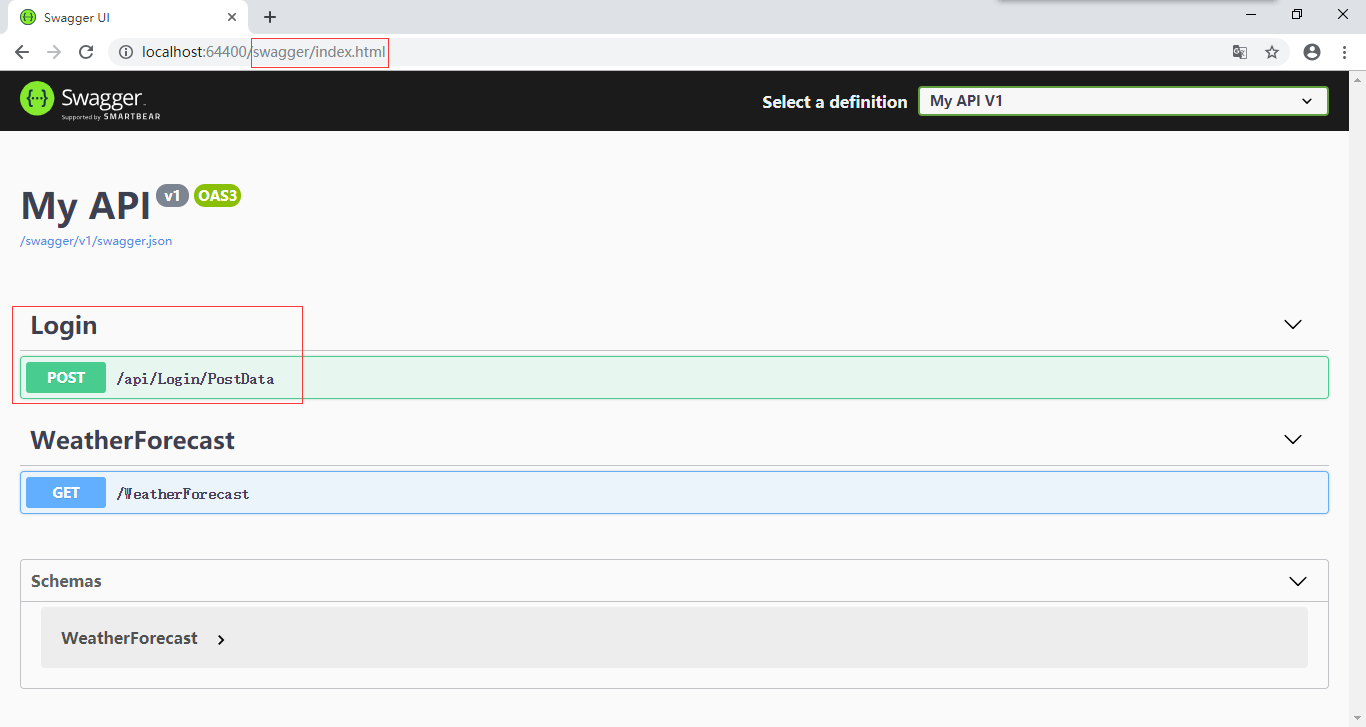 Swagger UI
localhost:64400/swagger/index.html
Swagger.
Supported by SMARTBEAR
Select a definition
My API V1
My API v1 OAS3
/swagger/v1/swagger.json
Login
POST /api/Login/PostData
WeatherForecast
GET /WeatherForecast
Schemas
WeatherForecast